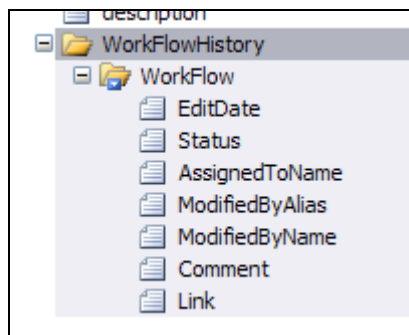 description
WorkFlowHistory
WorkFlow
EditDate
Status
AssignedToName
ModifiedByAlias
ModifiedByName
Comment
Link